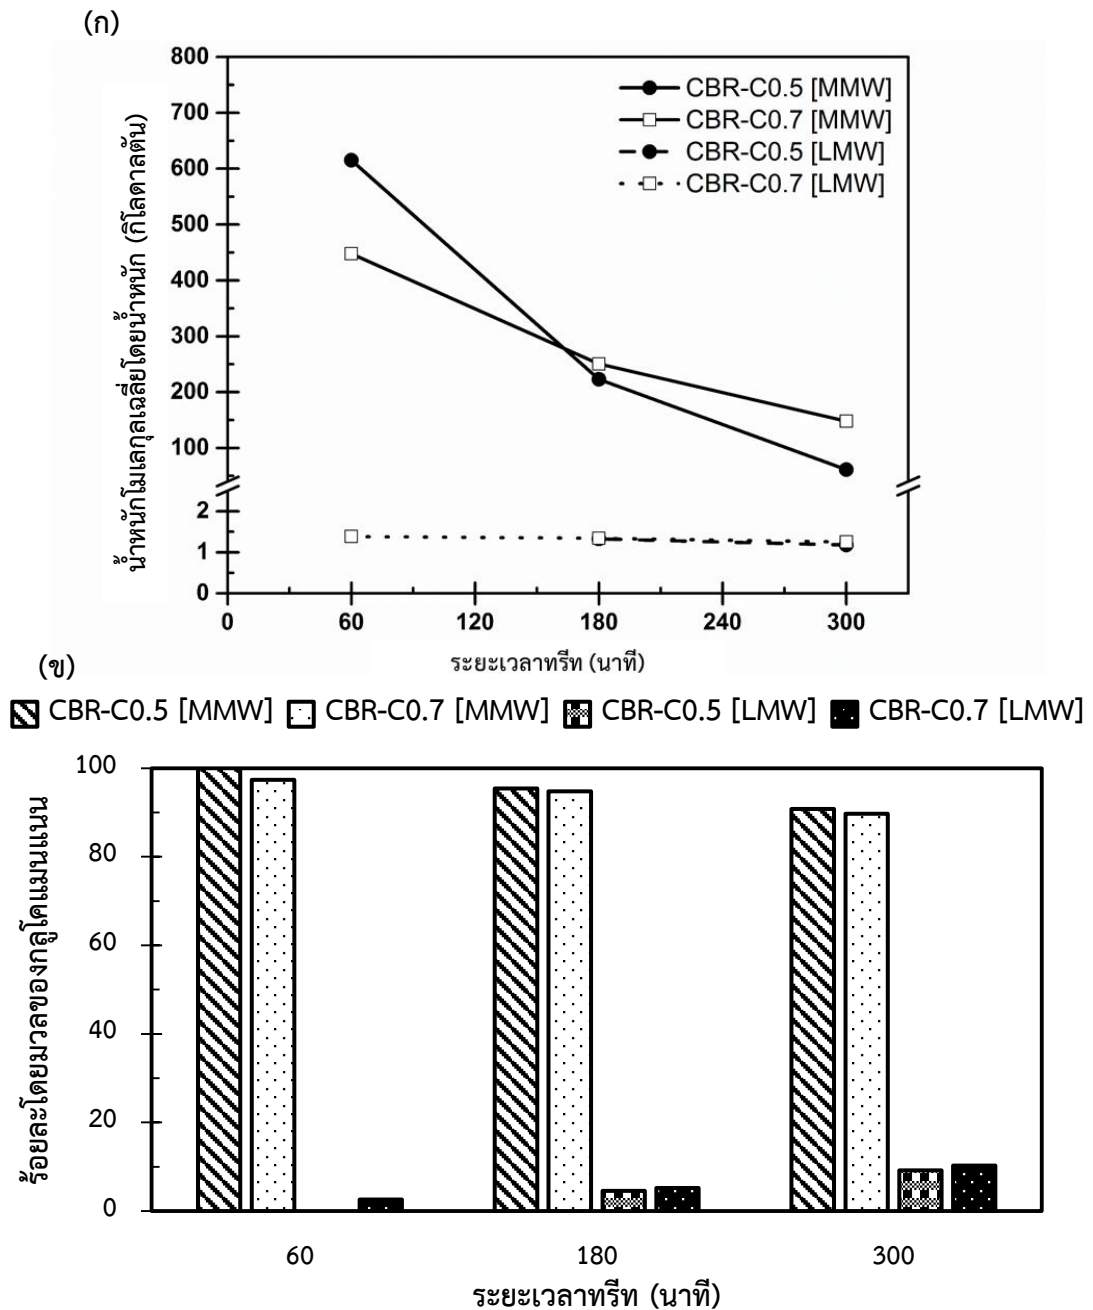 (ก)
น้ำหนักโมเลกุลเฉลี่ยโดยน้ำหนัก (กิโลดาลตัน)
800
700
600
500
400
300
200
100
2
1
0
CBR-C0.5 [MMW]
CBR-C0.7 [MMW]
CBR-C0.5 [LMW]
CBR-C0.7 [LMW]
0 60 120 180 240 300
ระยะเวลาทรีท (นาที)
(ข)
CBR-C0.5 [MMW] CBR-C0.7 [MMW] CBR-C0.5 [LMW] CBR-C0.7 [LMW]
ร้อยละโดยมวลของกลูโคแมนแนน
100
80
60
40
20
0
60 180 300
ระยะเวลาทรีท (นาที)